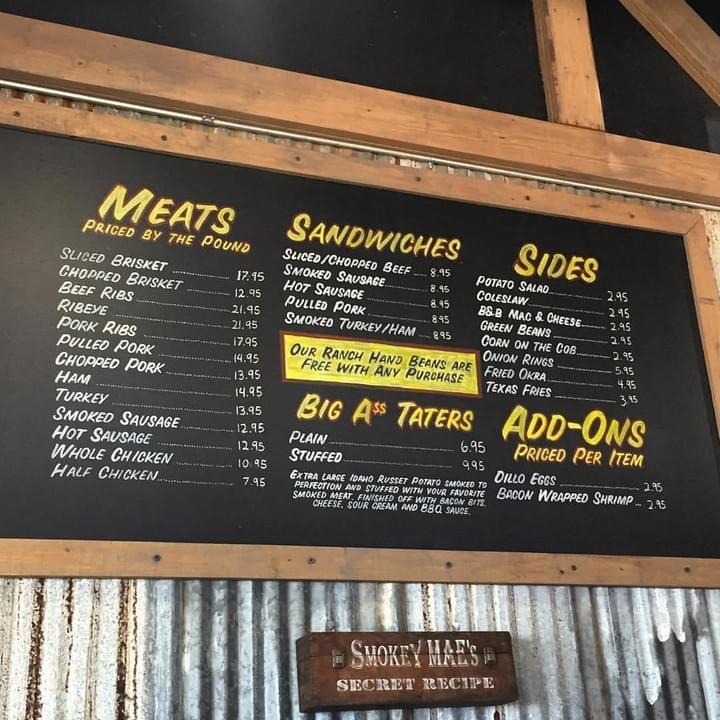 MEATS
PRICED BY THE POUND
SLICED BRISKET ........ 17.95
CHOPPED BRISKET ........ 12.95
BEEF RIBS ........ 21.95
RIBEYE ........ 21.95
PORK RIBS ........ 17.95
PULLED PORK ........ 14.95
CHOPPED PORK ........ 13.95
HAM ........ 14.95
TURKEY ........ 13.95
SMOKED SAUSAGE ........ 12.95
HOT SAUSAGE ........ 12.95
WHOLE CHICKEN ........ 10.95
HALF CHICKEN ........ 7.95
SANDWICHES
SLICED/CHOPPED BEEF .... 8.95
SMOKED SAUSAGE ........ 8.95
HOT SAUSAGE ........ 8.95
PULLED PORK ........ 8.95
SMOKED TURKEY/HAM .... 8.95
OUR RANCH HAND BEANS ARE
FREE WITH ANY PURCHASE
BIG A$$ TATERS
PLAIN ........ 6.95
STUFFED ........ 9.95
EXTRA LARGE IDAHO RUSSET POTATO SMOKED TO
PERFECTION AND STUFFED WITH YOUR FAVORITE
SMOKED MEAT. FINISHED OFF WITH BACON BITS,
CHEESE, SOUR CREAM AND BBQ SAUCE.
SIDES
POTATO SALAD ........ 2.95
COLESLAW ........ 2.95
B&B MAC & CHEESE ........ 2.95
GREEN BEANS ........ 2.95
CORN ON THE COB ........ 2.95
ONION RINGS ........ 5.95
FRIED OKRA ........ 4.95
TEXAS FRIES ........ 3.95
ADD-ONS
PRICED PER ITEM
DILLO EGGS ........ 2.95
BACON WRAPPED SHRIMP ... 2.95
SMOKEY MAE'S
SECRET RECIPE